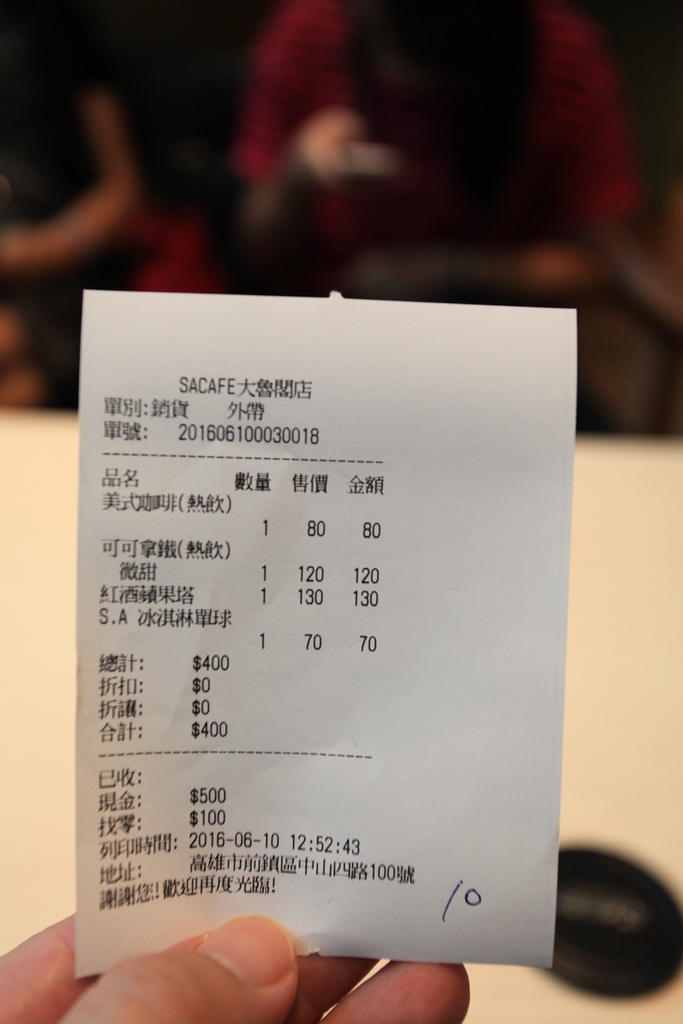 SACAFE大魯閣店
單別:銷貨 外帶
單號: 201606100030018
--------------------------------
品名 數量 售價 金額
美式咖啡(熱飲)
1 80 80
可可拿鐵(熱飲)
微甜 1 120 120
紅酒蘋果塔 1 130 130
S.A 冰淇淋單球
1 70 70
總計: $400
折扣: $0
折讓: $0
合計: $400
--------------------------------
已收:
現金: $500
找零: $100
列印時間: 2016-06-10 12:52:43
地址: 高雄市前鎮區中山四路100號
謝謝您!!歡迎再度光臨!
10